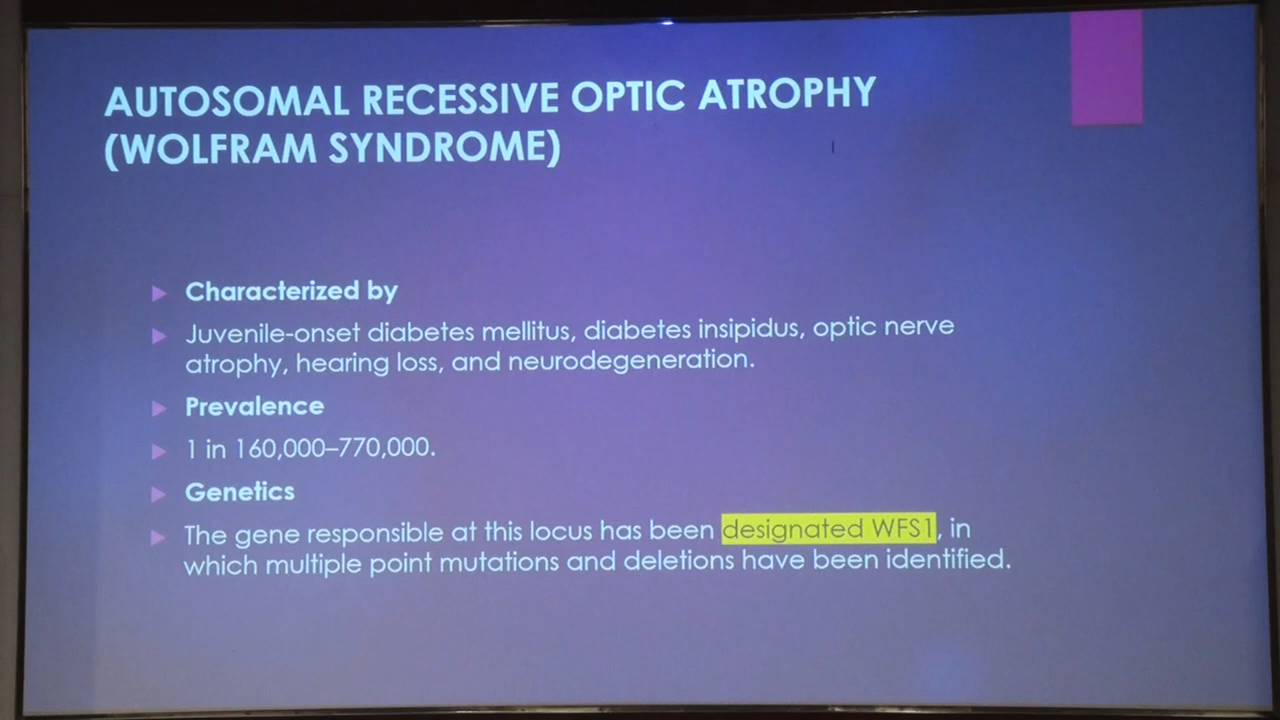 AUTOSOMAL RECESSIVE OPTIC ATROPHY
(WOLFRAM SYNDROME)
Characterized by
Juvenile-onset diabetes mellitus, diabetes insipidus, optic nerve
atrophy, hearing loss, and neurodegeneration.
Prevalence
1 in 160,000–770,000.
Genetics
The gene responsible at this locus has been designated WFS1, in
which multiple point mutations and deletions have been identified.